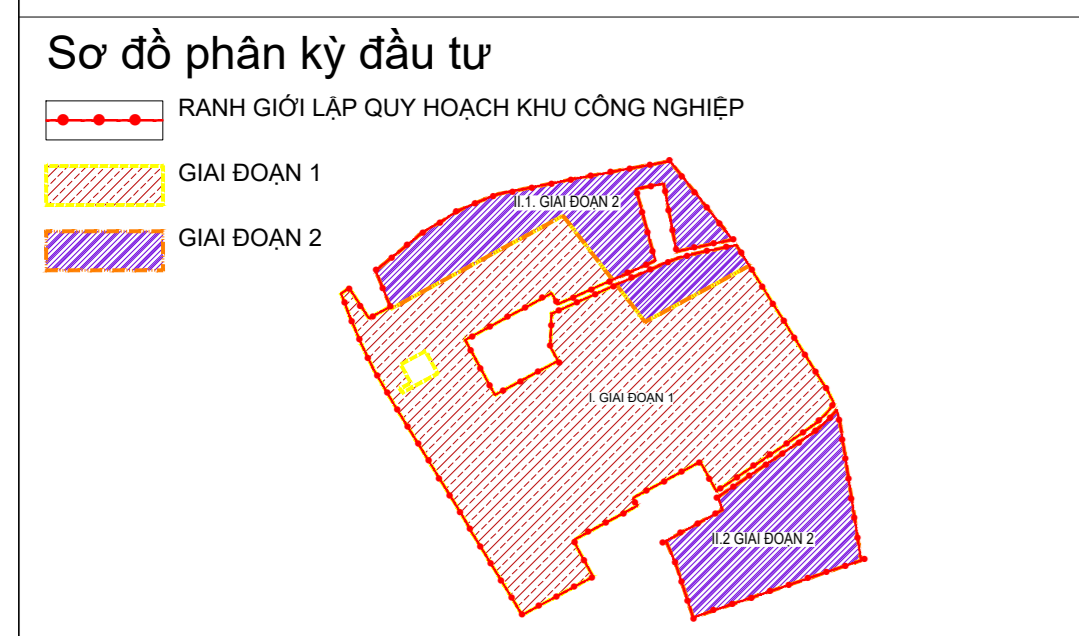 Sơ đồ phân kỳ đầu tư
RANH GIỚI LẬP QUY HOẠCH KHU CÔNG NGHIỆP
GIAI ĐOẠN 1
GIAI ĐOẠN 2
II.1. GIAI ĐOẠN 2
I. GIAI ĐOẠN 1
II.2 GIAI ĐOẠN 2